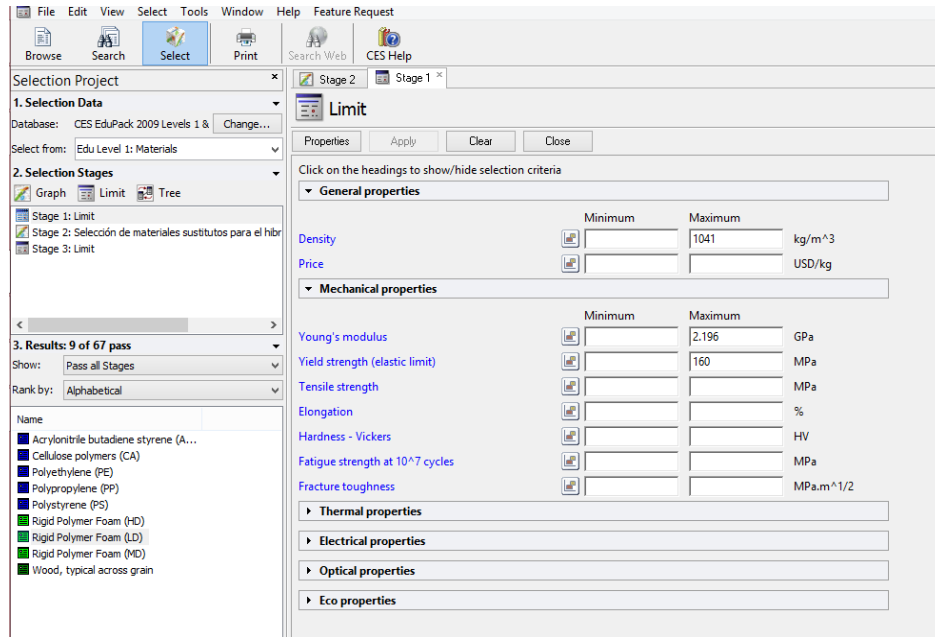 File Edit View Select Tools Window Help Feature Request
Browse Search Select Print Search Web CES Help
Selection Project
1. Selection Data
Database: CES EduPack 2009 Levels 1 & Change...
Select from: Edu Level 1: Materials
2. Selection Stages
Graph Limit Tree
Stage 1: Limit
Stage 2: Selección de materiales sustitutos para el hibr
Stage 3: Limit
3. Results: 9 of 67 pass
Show: Pass all Stages
Rank by: Alphabetical
Name
Acrylonitrile butadiene styrene (A...
Cellulose polymers (CA)
Polyethylene (PE)
Polypropylene (PP)
Polystyrene (PS)
Rigid Polymer Foam (HD)
Rigid Polymer Foam (LD)
Rigid Polymer Foam (MD)
Wood, typical across grain
Stage 2 Stage 1
Limit
Properties Apply Clear Close
Click on the headings to show/hide selection criteria
General properties
Minimum Maximum
Density 1041 kg/m^3
Price USD/kg
Mechanical properties
Minimum Maximum
Young's modulus 2.196 GPa
Yield strength (elastic limit) 160 MPa
Tensile strength MPa
Elongation %
Hardness - Vickers HV
Fatigue strength at 10^7 cycles MPa
Fracture toughness MPa.m^1/2
Thermal properties
Electrical properties
Optical properties
Eco properties